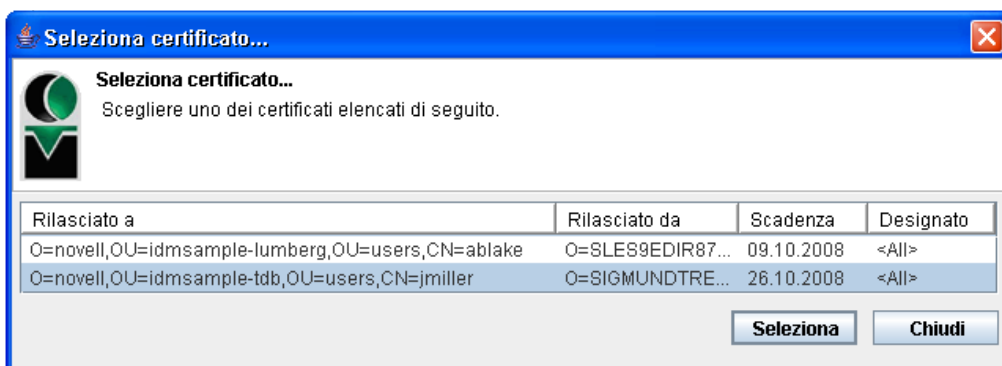 Seleziona certificato...
Seleziona certificato...
Scegliere uno dei certificati elencati di seguito.
Rilasciato a Rilasciato da Scadenza Designato
O=novell,OU=idmsample-lumberg,OU=users,CN=ablake O=SLES9EDIR87... 09.10.2008 <All>
O=novell,OU=idmsample-tdb,OU=users,CN=jmiller O=SIGMUNDTRE... 26.10.2008 <All>
Seleziona Chiudi